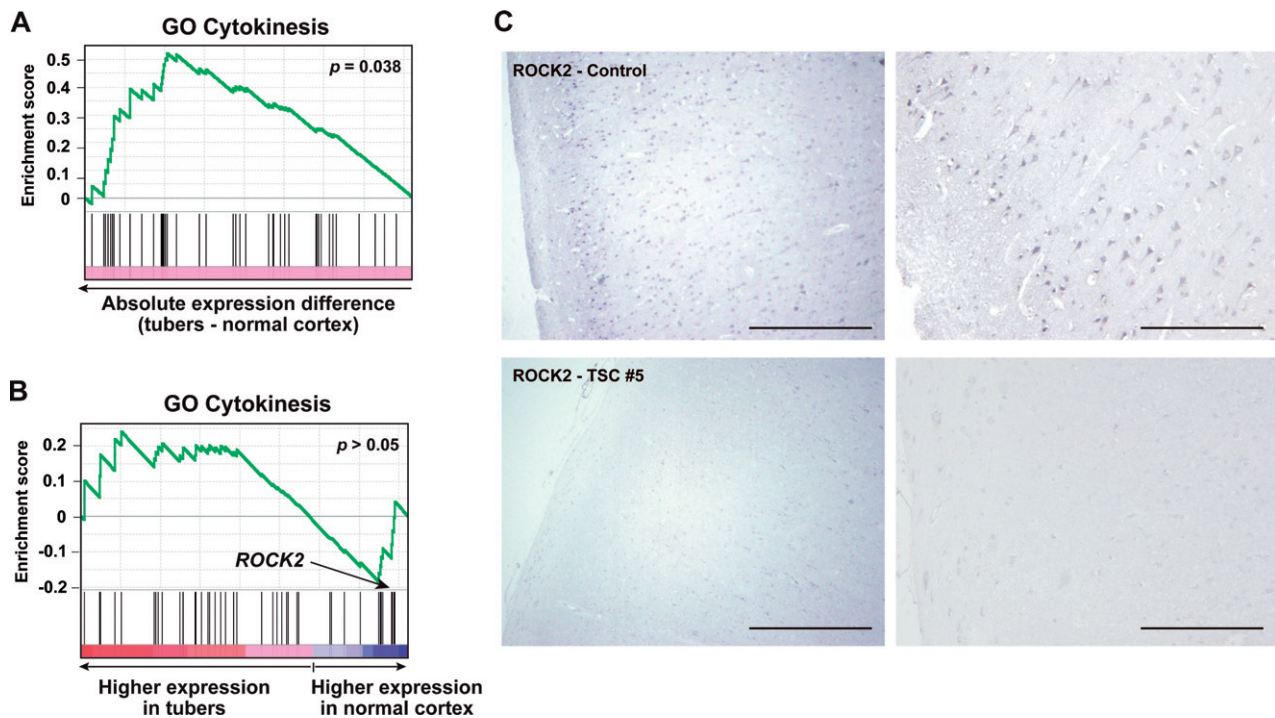 A
GO Cytokinesis
p = 0.038
Enrichment score
0.5
0.4
0.3
0.2
0.1
0
Absolute expression difference
(tubers - normal cortex)
B
GO Cytokinesis
p > 0.05
Enrichment score
0.2
0.1
0
-0.1
-0.2
ROCK2
Higher expression
in tubers
Higher expression
in normal cortex
C
ROCK2 - Control
ROCK2 - TSC #5